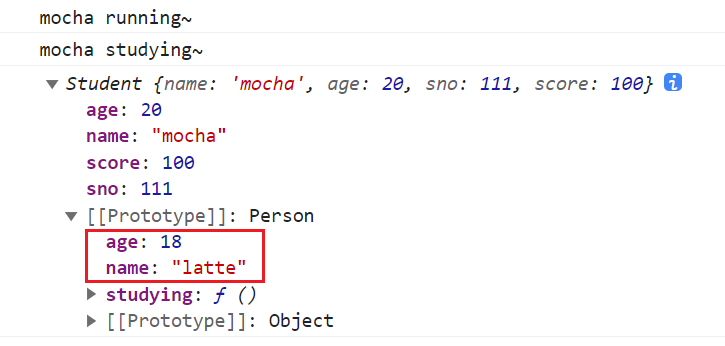 mocha running~
mocha studying~
▼ Student {name: 'mocha', age: 20, sno: 111, score: 100} i
age: 20
name: "mocha"
score: 100
sno: 111
▼ [[Prototype]]: Person
age: 18
name: "latte"
▶ studying: ƒ ()
▶ [[Prototype]]: Object